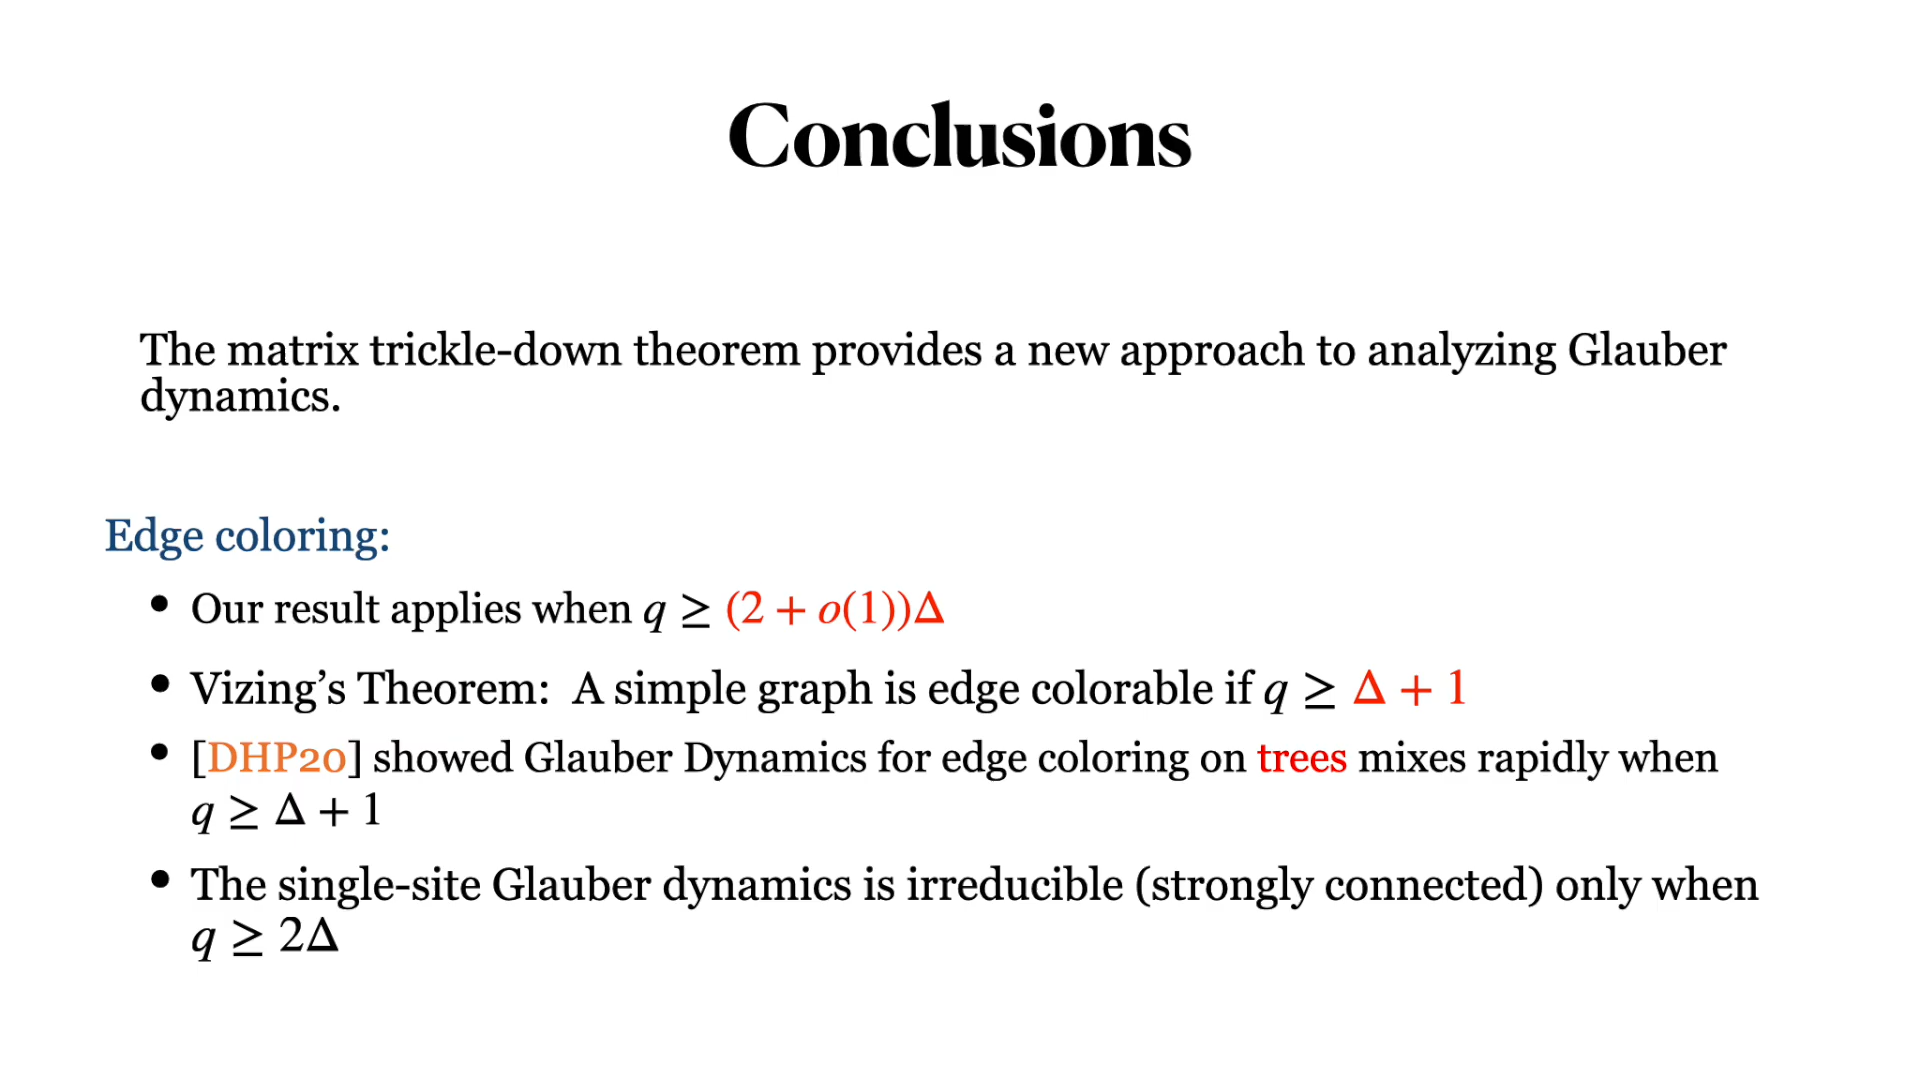 Conclusions
The matrix trickle-down theorem provides a new approach to analyzing Glauber
dynamics.
Edge coloring:
• Our result applies when q ≥ (2 + o(1))Δ
• Vizing’s Theorem: A simple graph is edge colorable if q ≥ Δ + 1
• [DHP20] showed Glauber Dynamics for edge coloring on trees mixes rapidly when
q ≥ Δ + 1
• The single-site Glauber dynamics is irreducible (strongly connected) only when
q ≥ 2Δ